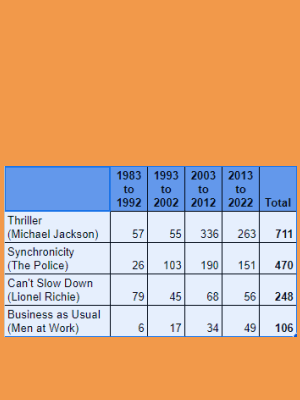 1983 1993 2003 2013
to to to to
1992 2002 2012 2022 Total
Thriller
(Michael Jackson) 57 55 336 263 711
Synchronicity
(The Police) 26 103 190 151 470
Can't Slow Down
(Lionel Richie) 79 45 68 56 248
Business as Usual
(Men at Work) 6 17 34 49 106